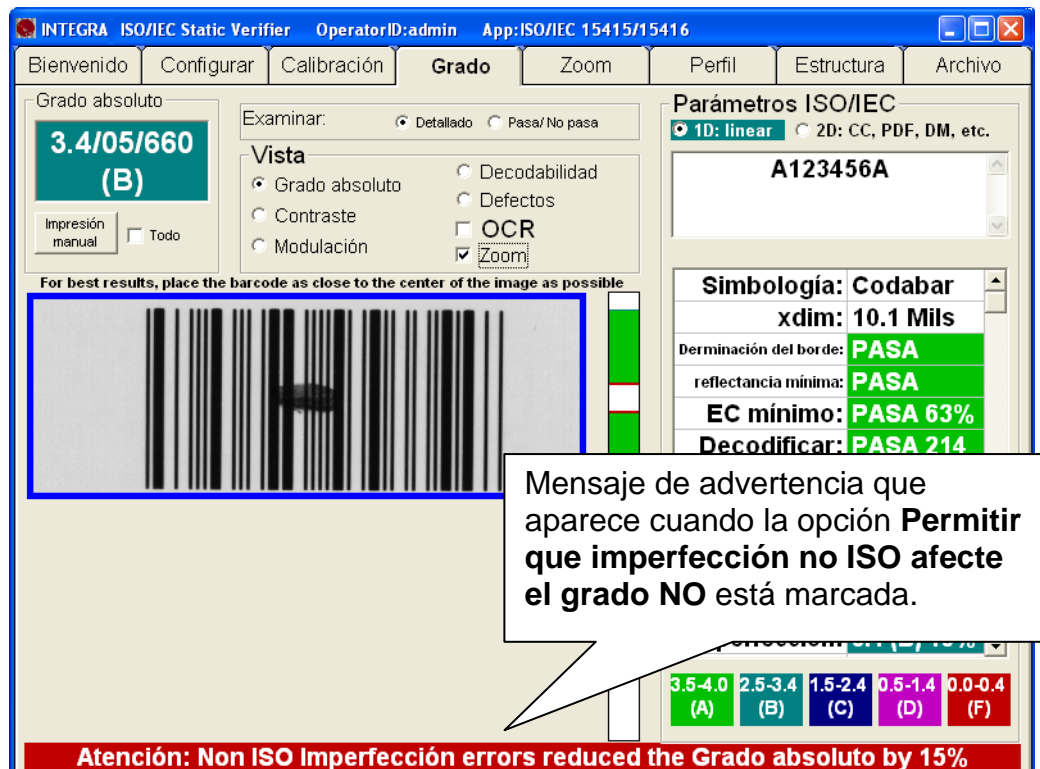 INTEGRA ISO/IEC Static Verifier OperatorID:admin App:ISO/IEC 15415/15416
Bienvenido Configurar Calibración Grado Zoom Perfil Estructura Archivo
Grado absoluto
3.4/05/660
(B)
Impresión
manual
Todo
Examinar: Detallado Pasa/ No pasa
Vista
Grado absoluto
Contraste
Modulación
Decodabilidad
Defectos
OCR
Zoom
Parámetros ISO/IEC
1D: linear 2D: CC, PDF, DM, etc.
A123456A
For best results, place the barcode as close to the center of the image as possible
Simbología: Codabar
xdim: 10.1 Mils
Derminación del borde: PASA
reflectancia mínima: PASA
EC mínimo: PASA 63%
Decodificar: PASA 214
Mensaje de advertencia que
aparece cuando la opción Permitir
que imperfección no ISO afecte
el grado NO está marcada.
3.5-4.0 2.5-3.4 1.5-2.4 0.5-1.4 0.0-0.4
(A) (B) (C) (D) (F)
Atención: Non ISO Imperfección errors reduced the Grado absoluto by 15%